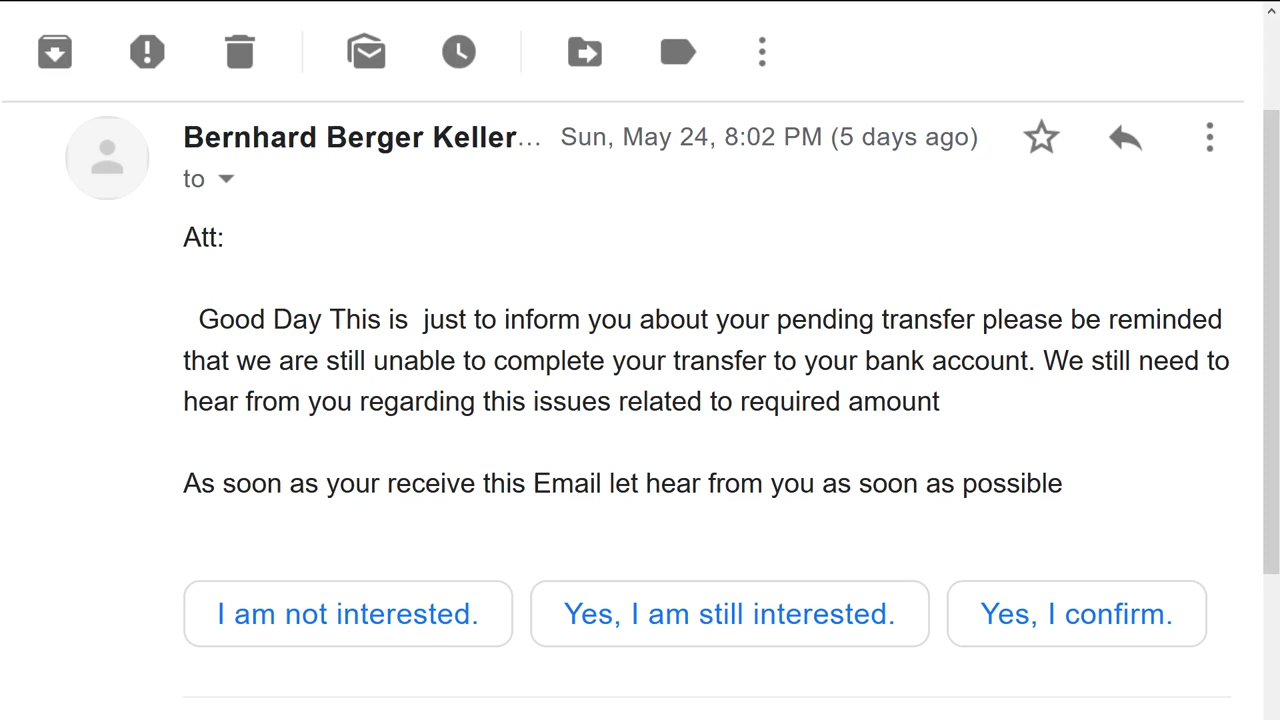 Bernhard Berger Keller... Sun, May 24, 8:02 PM (5 days ago)
to
Att:
Good Day This is  just to inform you about your pending transfer please be reminded
that we are still unable to complete your transfer to your bank account. We still need to
hear from you regarding this issues related to required amount
As soon as your receive this Email let hear from you as soon as possible
I am not interested. Yes, I am still interested. Yes, I confirm.